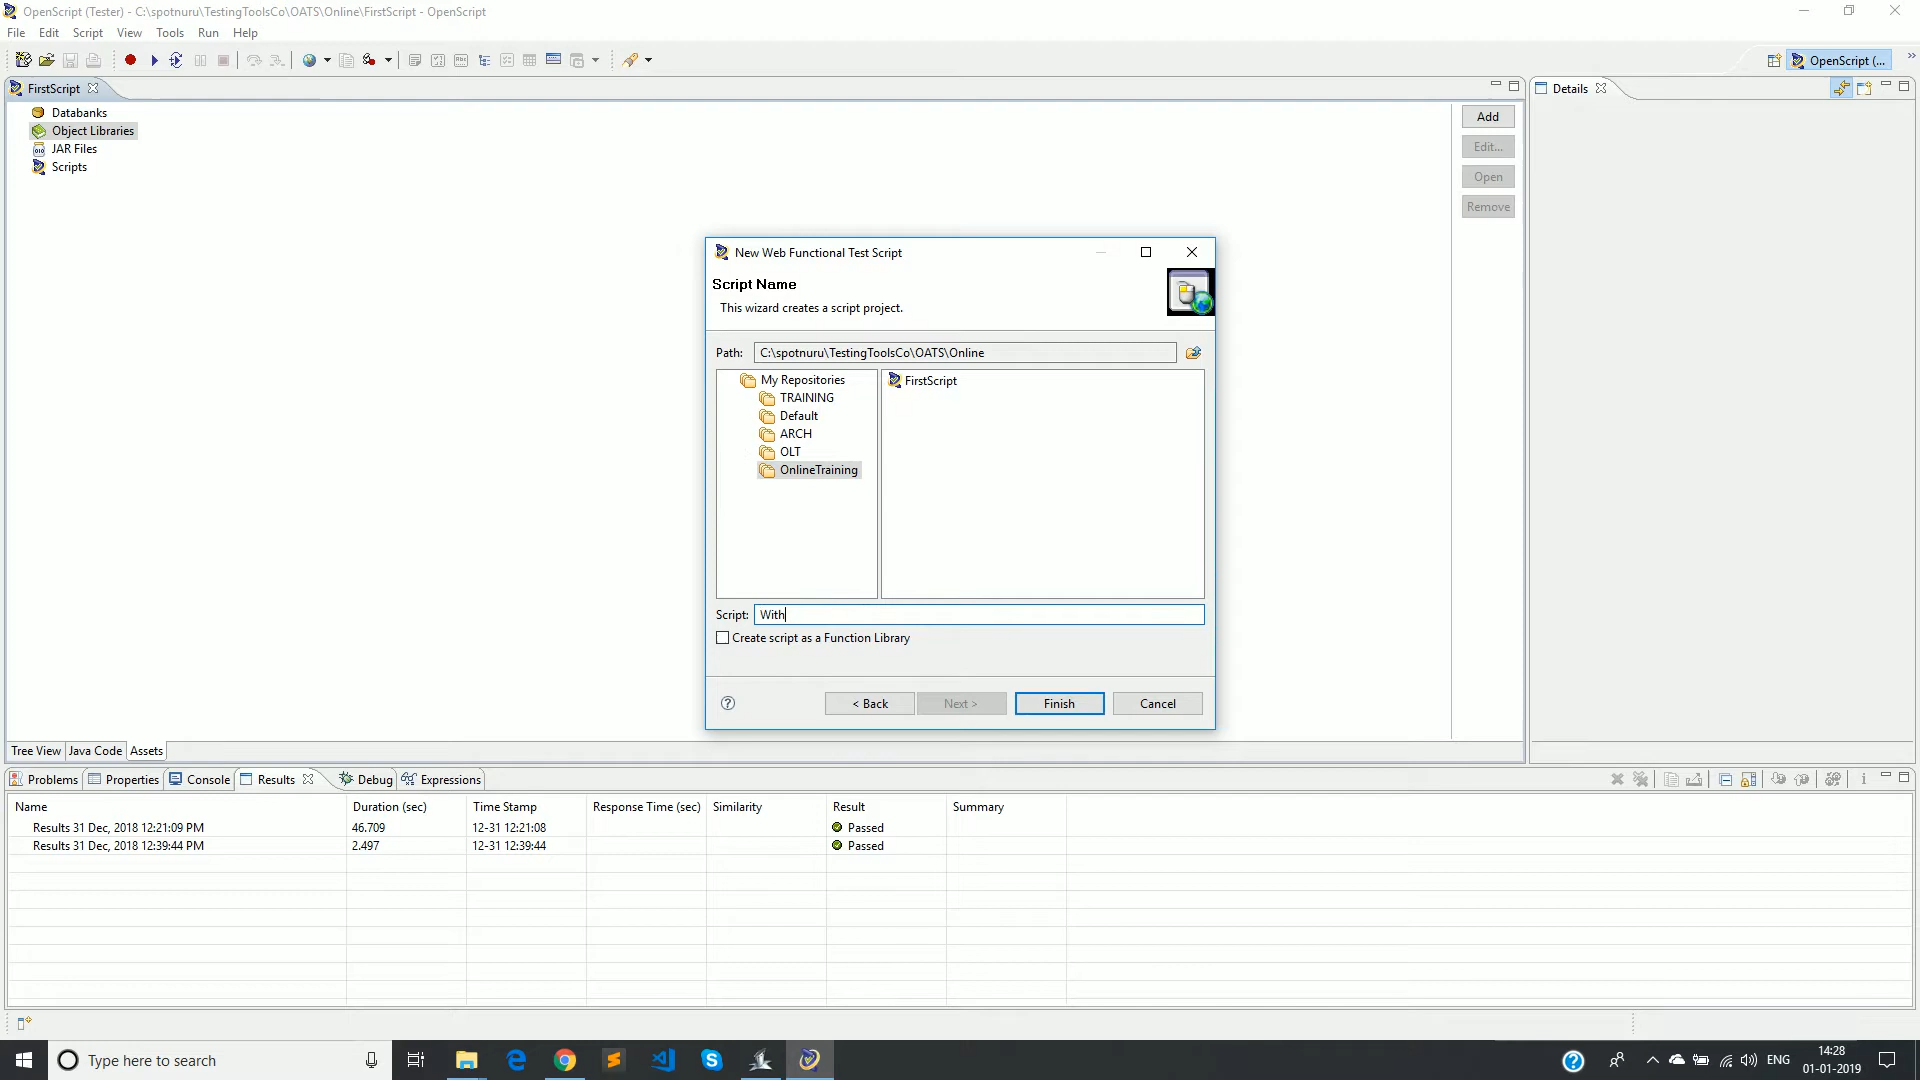 OpenScript (Tester) - C:\spotnuru\TestingToolsCo\OATS\Online\FirstScript - OpenScript
File Edit Script View Tools Run Help
OpenScript (...
FirstScript
Details
Databanks
Object Libraries
JAR Files
Scripts
Add
Edit...
Open
Remove
New Web Functional Test Script
Script Name
This wizard creates a script project.
Path: C:\spotnuru\TestingToolsCo\OATS\Online
My Repositories
TRAINING
Default
ARCH
OLT
OnlineTraining
FirstScript
Script: With
Create script as a Function Library
< Back Next > Finish Cancel
Tree View Java Code Assets
Problems Properties Console Results Debug Expressions
Name Duration (sec) Time Stamp Response Time (sec) Similarity Result Summary
Results 31 Dec, 2018 12:21:09 PM 46.709 12-31 12:21:08 Passed
Results 31 Dec, 2018 12:39:44 PM 2.497 12-31 12:39:44 Passed
Type here to search
ENG
14:28
01-01-2019